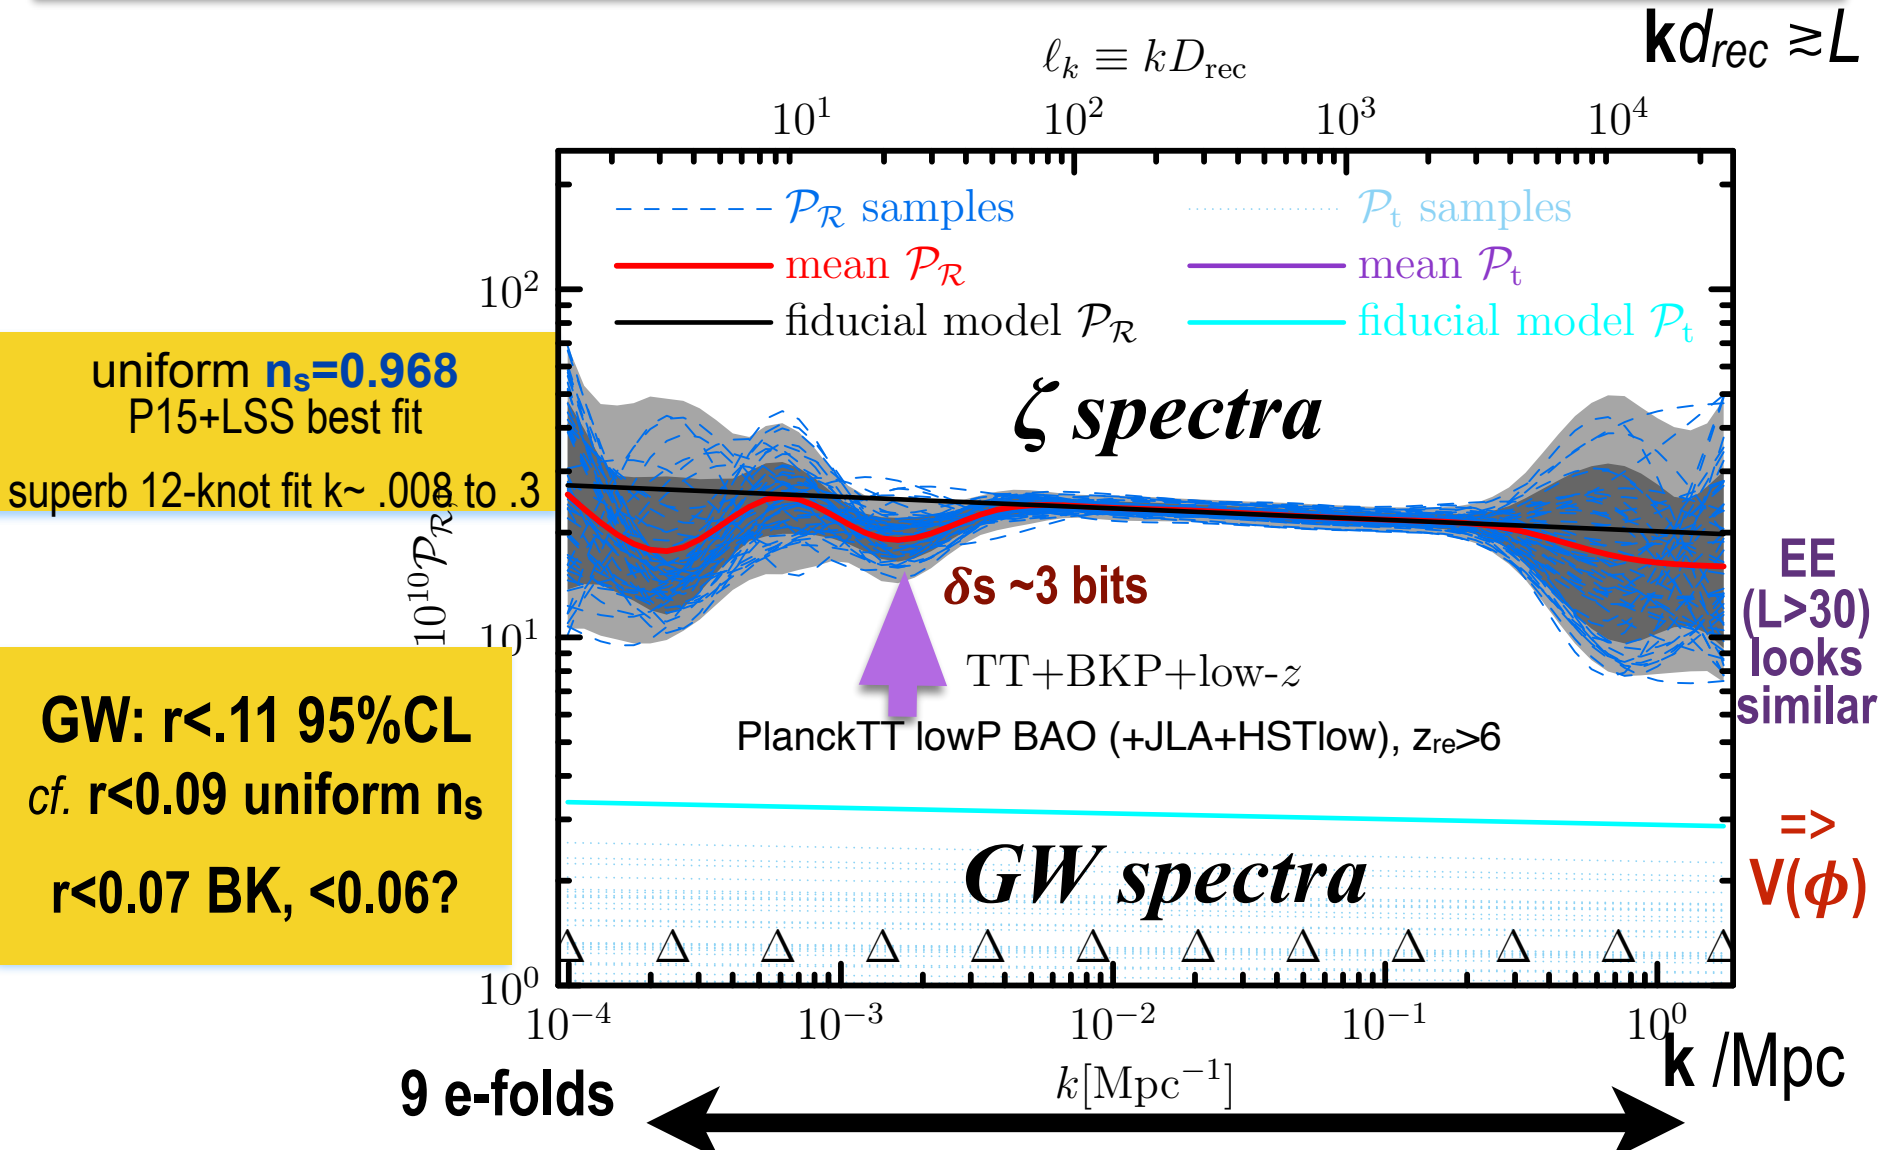 kd_rec ≳L
ℓ_k ≡ kD_rec
10^1 10^2 10^3 10^4
P_R samples
P_t samples
mean P_R
mean P_t
fiducial model P_R
fiducial model P_t
10^2
uniform n_s=0.968
P15+LSS best fit
superb 12-knot fit k~ .008 to .3
ζ spectra
10^10 P_R,
δs ~3 bits
EE
(L>30)
looks
similar
10^1
TT+BKP+low-z
PlanckTT lowP BAO (+JLA+HSTlow), z_re>6
GW: r<.11 95%CL
cf. r<0.09 uniform n_s
r<0.07 BK, <0.06?
=>
V(ϕ)
GW spectra
10^0
10^-4 10^-3 10^-2 10^-1 10^0
k[Mpc^-1]
k /Mpc
9 e-folds